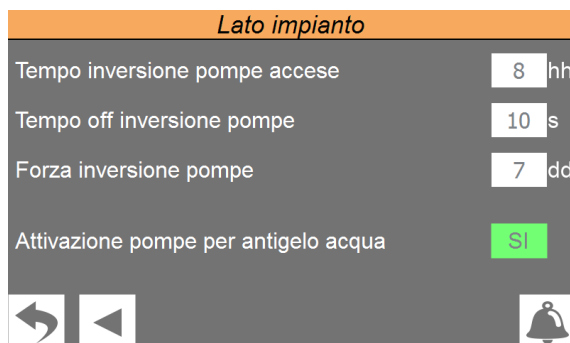 Lato impianto
Tempo inversione pompe accese 8 hh
Tempo off inversione pompe 10 s
Forza inversione pompe 7 dd
Attivazione pompe per antigelo acqua SI